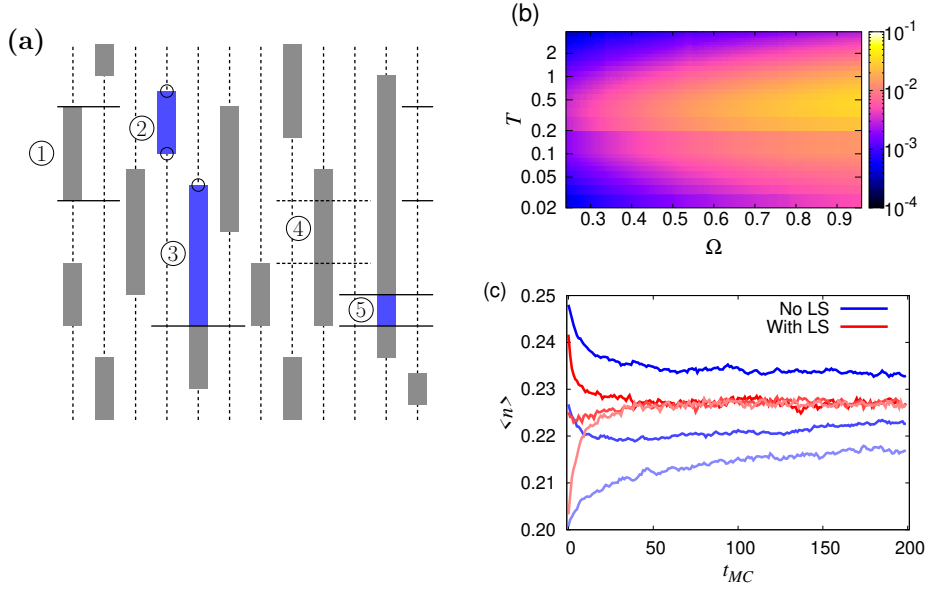 (a)
①
②
③
④
⑤
(b)
T
2
1
0.5
0.2
0.1
0.05
0.02
0.3 0.4 0.5 0.6 0.7 0.8 0.9
Ω
10⁻¹
10⁻²
10⁻³
10⁻⁴
(c)
No LS
With LS
<n>
0.25
0.24
0.23
0.22
0.21
0.20
0 50 100 150 200
t_MC